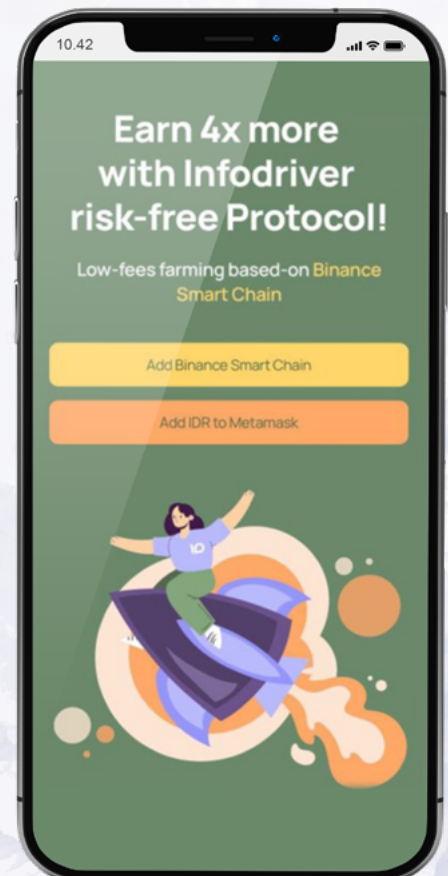 10.42
Earn 4x more
with Infodriver
risk-free Protocol!
Low-fees farming based-on Binance
Smart Chain
Add Binance Smart Chain
Add IDR to Metamask